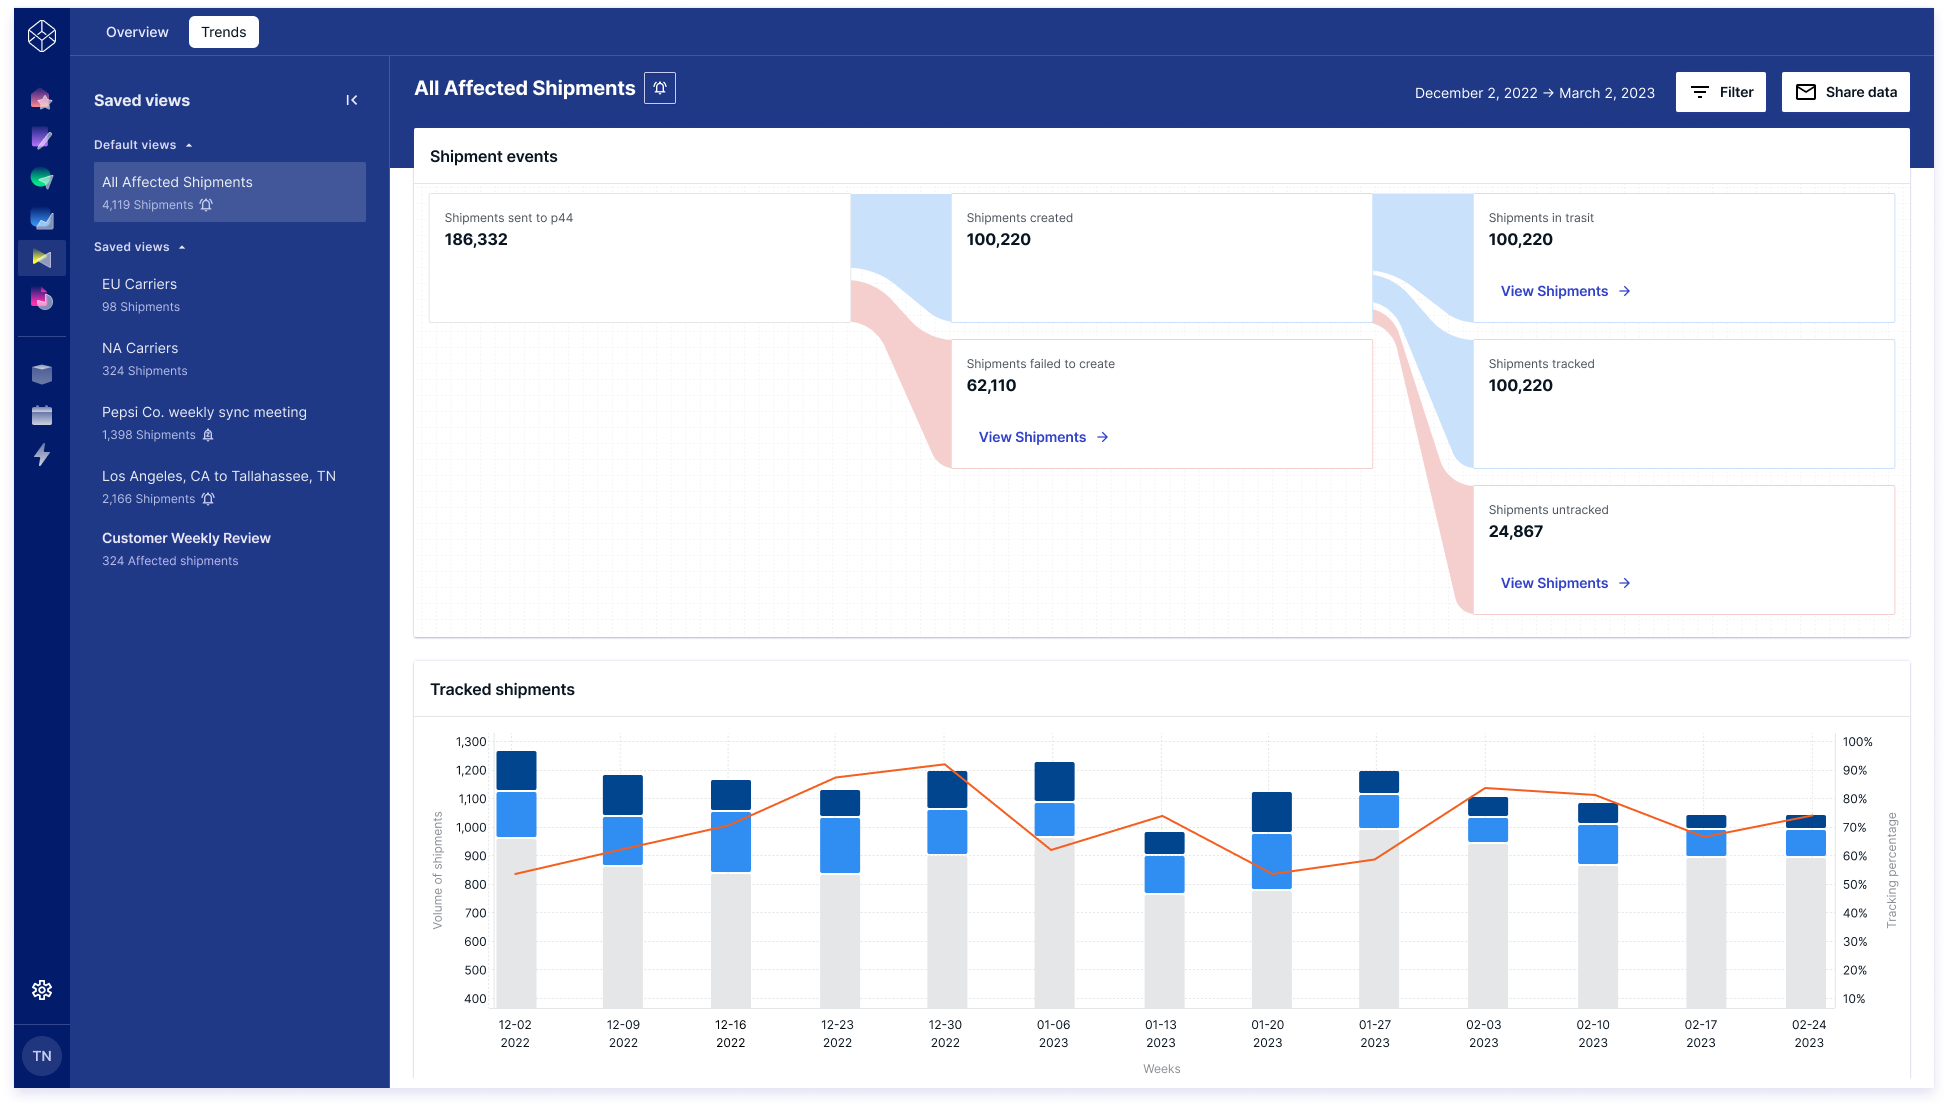 Overview
Trends
Saved views
Default views
All Affected Shipments
4,119 Shipments
Saved views
EU Carriers
98 Shipments
NA Carriers
324 Shipments
Pepsi Co. weekly sync meeting
1,398 Shipments
Los Angeles, CA to Tallahassee, TN
2,166 Shipments
Customer Weekly Review
324 Affected shipments
TN
All Affected Shipments
December 2, 2022 → March 2, 2023
Filter
Share data
Shipment events
Shipments sent to p44
186,332
Shipments created
100,220
Shipments in trasit
100,220
View Shipments →
Shipments failed to create
62,110
View Shipments →
Shipments tracked
100,220
Shipments untracked
24,867
View Shipments →
Tracked shipments
Volume of shipments
1,300
1,200
1,100
1,000
900
800
700
600
500
400
100%
90%
80%
70%
60%
50%
40%
30%
20%
10%
Tracking percentage
12-02 2022
12-09 2022
12-16 2022
12-23 2022
12-30 2022
01-06 2023
01-13 2023
01-20 2023
01-27 2023
02-03 2023
02-10 2023
02-17 2023
02-24 2023
Weeks